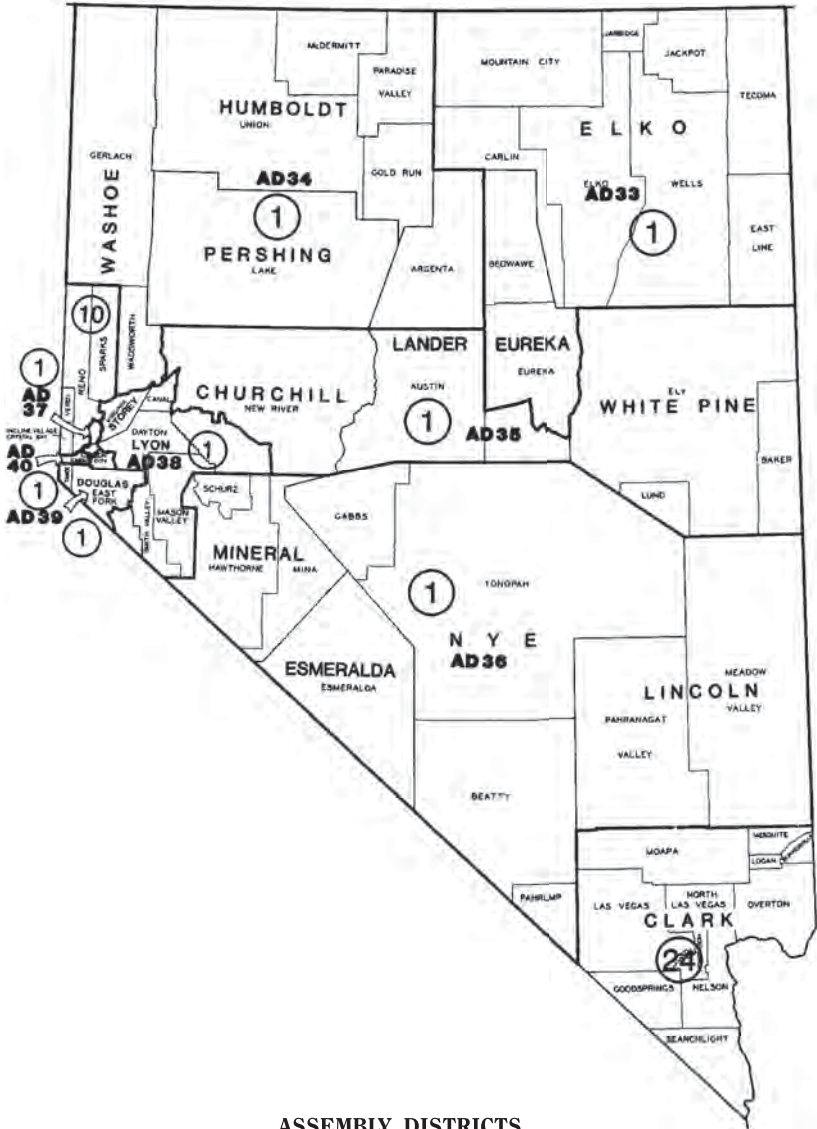 McDERMITT
JARBIDGE
JACKPOT
MOUNTAIN CITY
PARADISE
VALLEY
TECOMA
HUMBOLDT
UNION
ELKO
GERLACH
CARLIN
WASHOE
AD34
GOLD RUN
ELKO
WELLS
AD33
1
1
EAST
LINE
PERSHING
LAKE
ARGENTA
BEOWAWE
10
RENO
SPARKS
WADSWORTH
LANDER
EUREKA
EUREKA
1
AD
37
VERDI
STOREY
CANAL
CHURCHILL
NEW RIVER
AUSTIN
ELY
WHITE PINE
INCLINE VILLAGE
CRYSTAL BAY
DAYTON
LYON
1
1
AD35
AD
40
AD38
BAKER
1
DOUGLAS
EAST
FORK
SCHURZ
LUND
AD39
MASON
VALLEY
SMITH VALLEY
GABBS
1
MINERAL
HAWTHORNE
MINA
1
TONOPAH
NYE
AD36
ESMERALDA
ESMERALDA
MEADOW
LINCOLN
VALLEY
PAHRANAGAT
VALLEY
BEATTY
MESQUITE
MOAPA
LOGAN
PAHRUMP
LAS VEGAS
NORTH
LAS VEGAS
OVERTON
CLARK
24
GOODSPRINGS
NELSON
SEARCHLIGHT
ASSEMBLY DISTRICTS